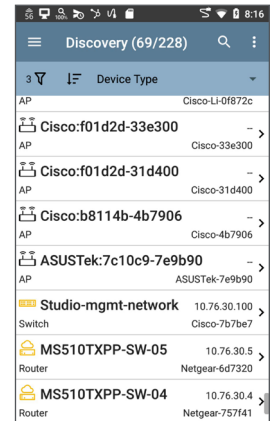 56 100% 8:16
Discovery (69/228)
3 Device Type
AP Cisco-Li-0f872c
Cisco:f01d2d-33e300 --
AP Cisco-33e300
Cisco:f01d2d-31d400 --
AP Cisco-31d400
Cisco:b8114b-4b7906 --
AP Cisco-4b7906
ASUSTek:7c10c9-7e9b90 --
AP ASUSTek-7e9b90
Studio-mgmt-network 10.76.30.100
Switch Cisco-7b7be7
MS510TXPP-SW-05 10.76.30.5
Router Netgear-6d7320
MS510TXPP-SW-04 10.76.30.4
Router Netgear-757f41